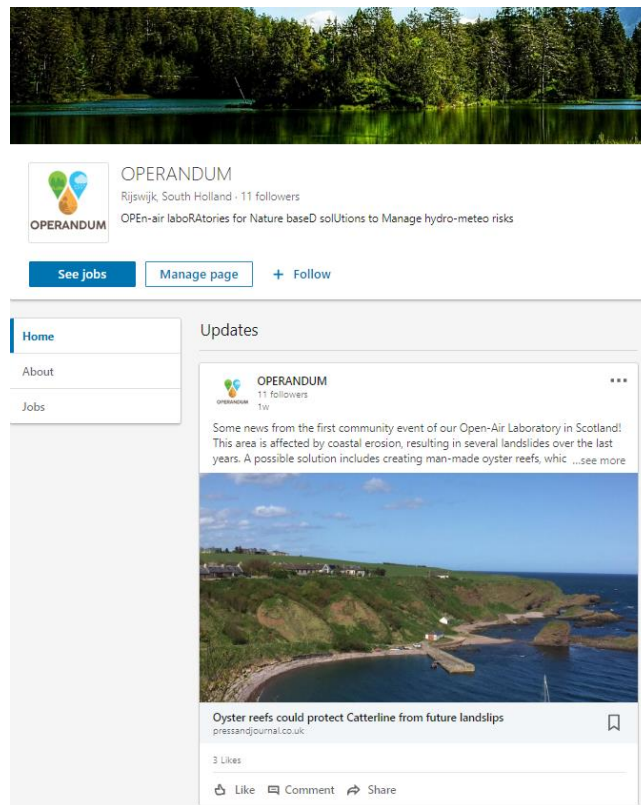 OPERANDUM
OPERANDUM
Rijswijk, South Holland · 11 followers
OPEn-air laboRAtories for Nature baseD solUtions to Manage hydro-meteo risks
See jobs
Manage page
+ Follow
Home
About
Jobs
Updates
OPERANDUM
OPERANDUM
11 followers
1w
Some news from the first community event of our Open-Air Laboratory in Scotland!
This area is affected by coastal erosion, resulting in several landslides over the last
years. A possible solution includes creating man-made oyster reefs, whic ...see more
Oyster reefs could protect Catterline from future landslips
pressandjournal.co.uk
3 Likes
Like Comment Share